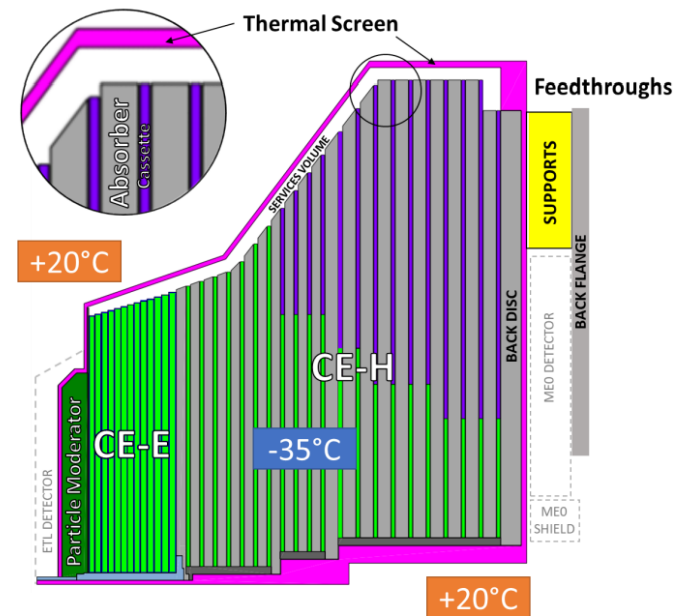 Thermal Screen
Feedthroughs
Absorber
Cassette
SERVICES VOLUME
SUPPORTS
BACK FLANGE
+20°C
BACK DISC
ME0 DETECTOR
CE-H
CE-E
-35°C
Particle Moderator
ETL DETECTOR
ME0
SHIELD
+20°C